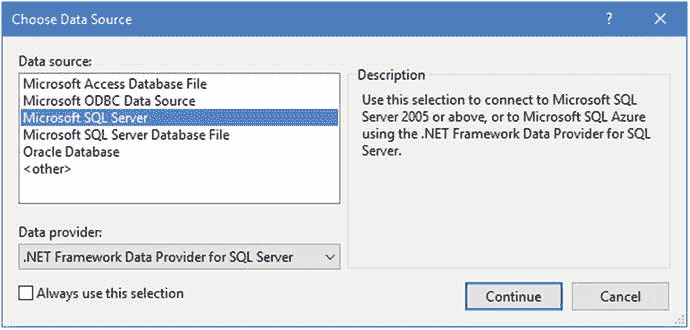 Choose Data Source
Data source:
Microsoft Access Database File
Microsoft ODBC Data Source
Microsoft SQL Server
Microsoft SQL Server Database File
Oracle Database
<other>
Description
Use this selection to connect to Microsoft SQL
Server 2005 or above, or to Microsoft SQL Azure
using the .NET Framework Data Provider for SQL
Server.
Data provider:
.NET Framework Data Provider for SQL Server
Always use this selection
Continue
Cancel